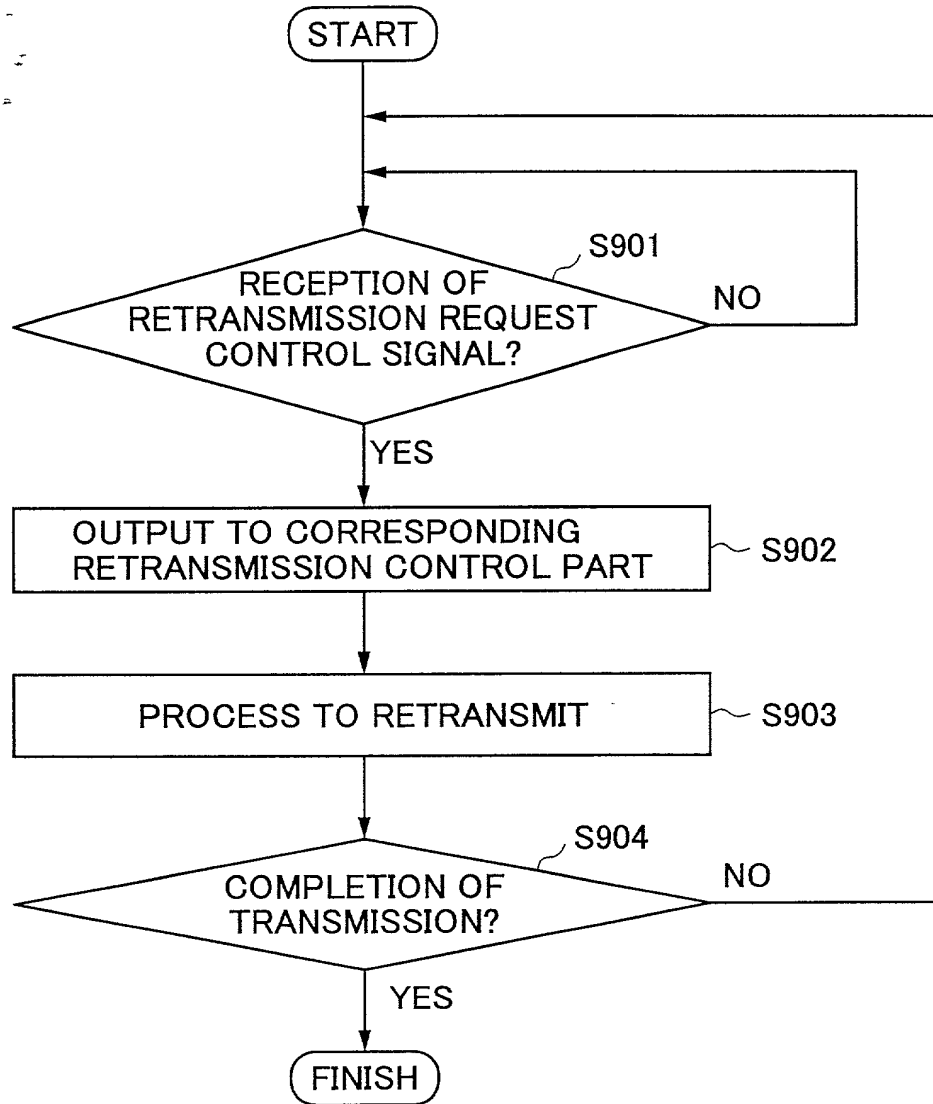 START
S901
RECEPTION OF
RETRANSMISSION REQUEST
CONTROL SIGNAL?
NO
YES
OUTPUT TO CORRESPONDING
RETRANSMISSION CONTROL PART
S902
PROCESS TO RETRANSMIT
S903
S904
COMPLETION OF
TRANSMISSION?
NO
YES
FINISH